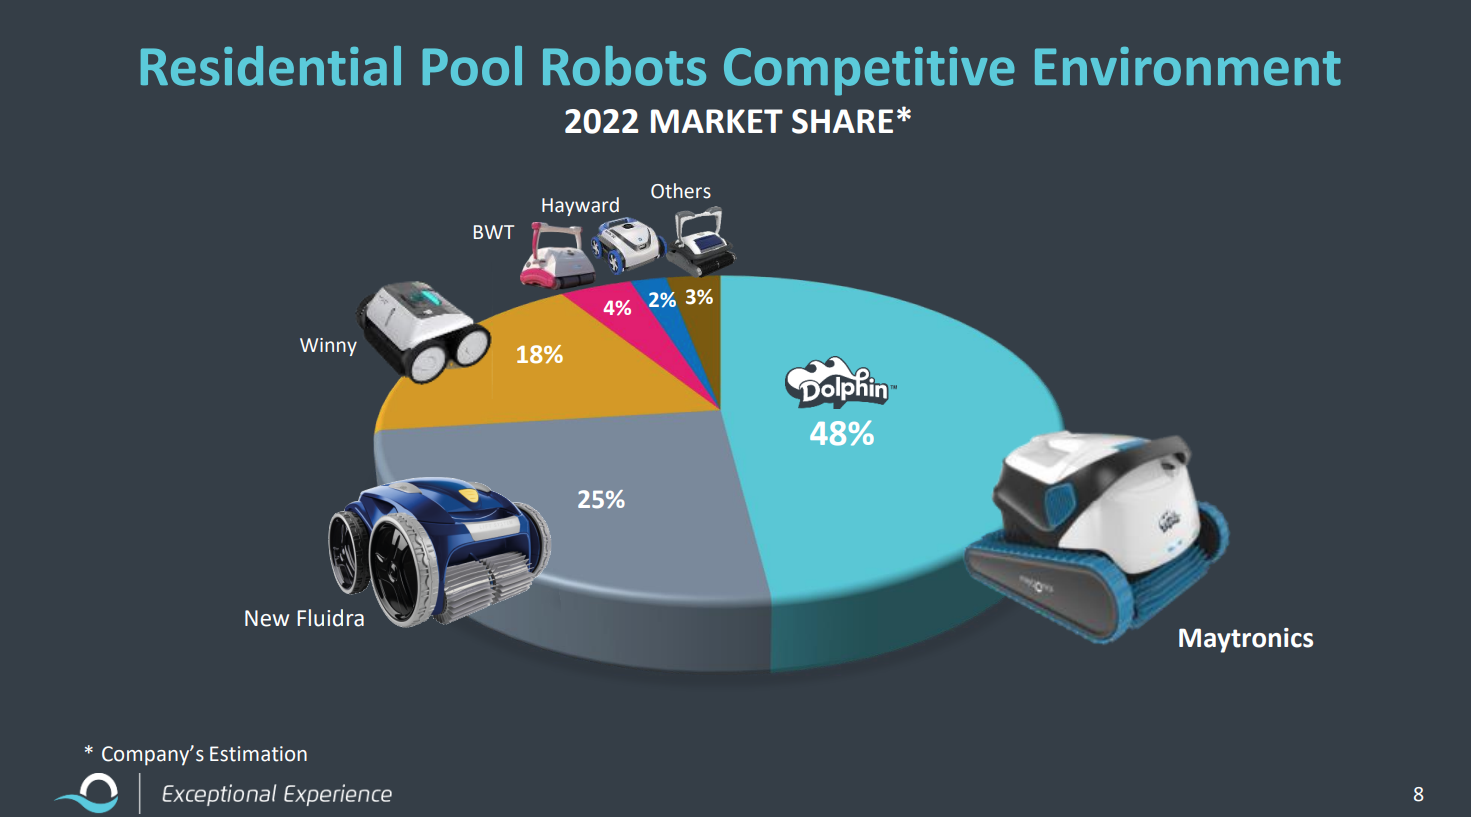 Residential Pool Robots Competitive Environment
2022 MARKET SHARE*
Others
Hayward
BWT
Winny
4%
2%
3%
18%
Dolphin™
48%
25%
New Fluidra
Maytronics
* Company’s Estimation
Exceptional Experience
8